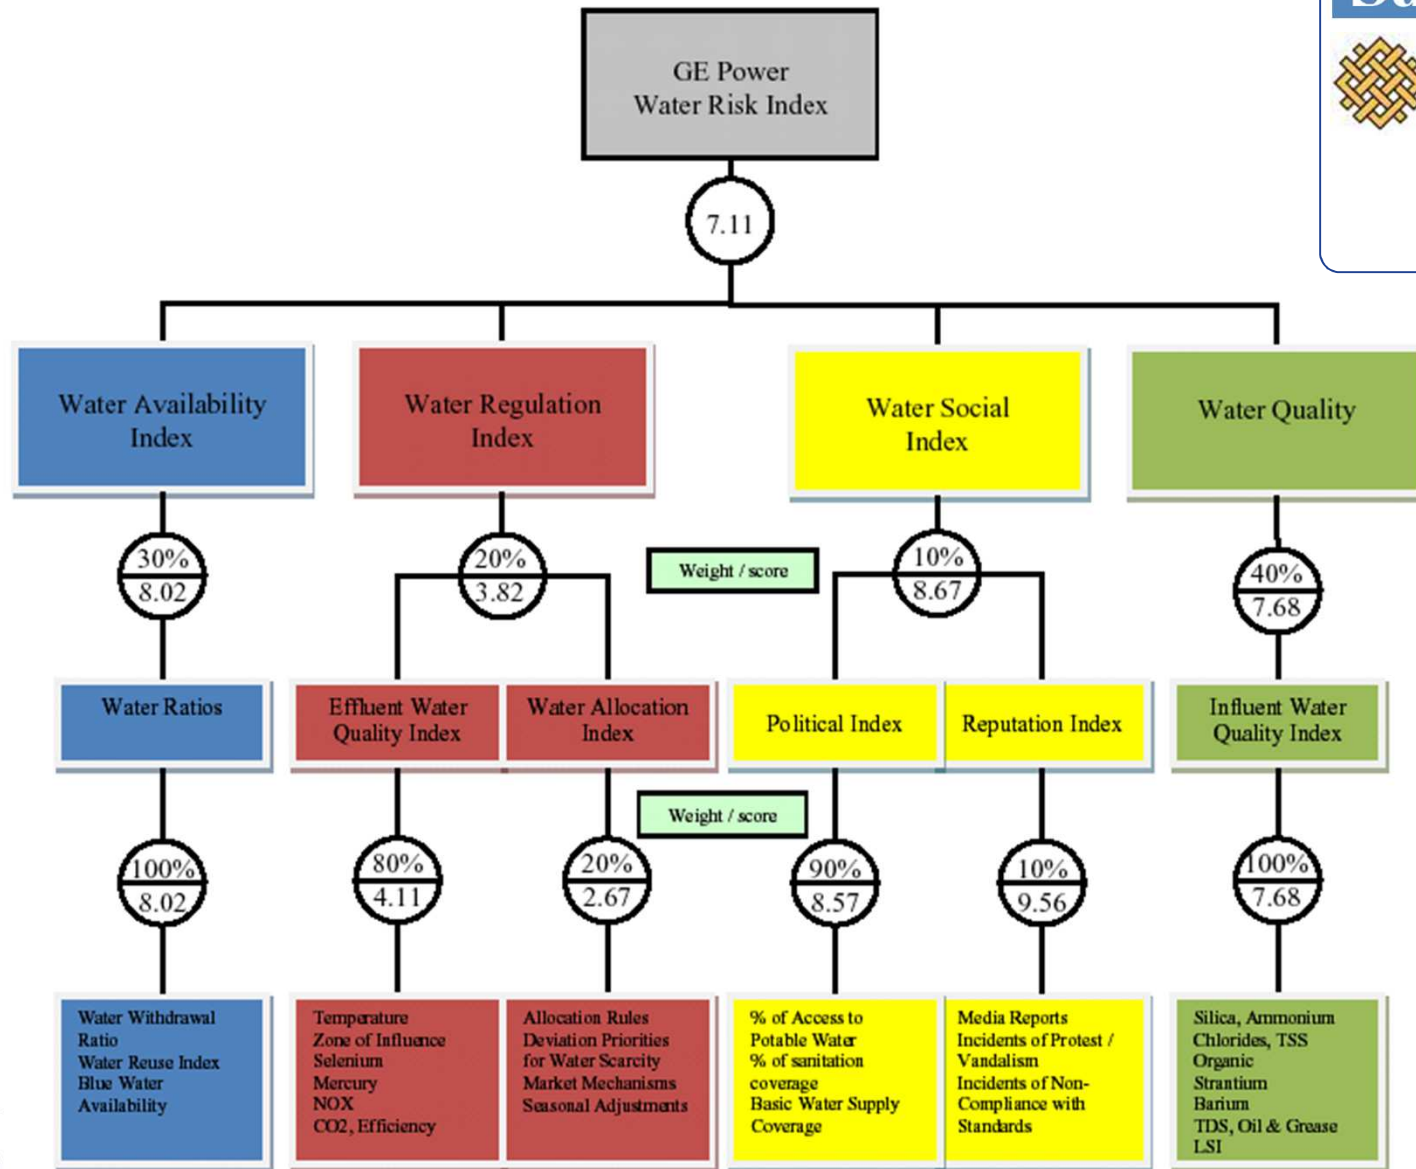 GE Power
Water Risk Index
7.11
Water Availability
Index
Water Regulation
Index
Water Social
Index
Water Quality
30%
8.02
20%
3.82
Weight / score
10%
8.67
40%
7.68
Water Ratios
Effluent Water
Quality Index
Water Allocation
Index
Political Index
Reputation Index
Influent Water
Quality Index
Weight / score
100%
8.02
80%
4.11
20%
2.67
90%
8.57
10%
9.56
100%
7.68
Water Withdrawal
Ratio
Water Reuse Index
Blue Water
Availability
Temperature
Zone of Influence
Selenium
Mercury
NOX
CO2, Efficiency
Allocation Rules
Deviation Priorities
for Water Scarcity
Market Mechanisms
Seasonal Adjustments
% of Access to
Potable Water
% of sanitation
coverage
Basic Water Supply
Coverage
Media Reports
Incidents of Protest /
Vandalism
Incidents of Non-
Compliance with
Standards
Silica, Ammonium
Chlorides, TSS
Organic
Strantium
Barium
TDS, Oil & Grease
LSI